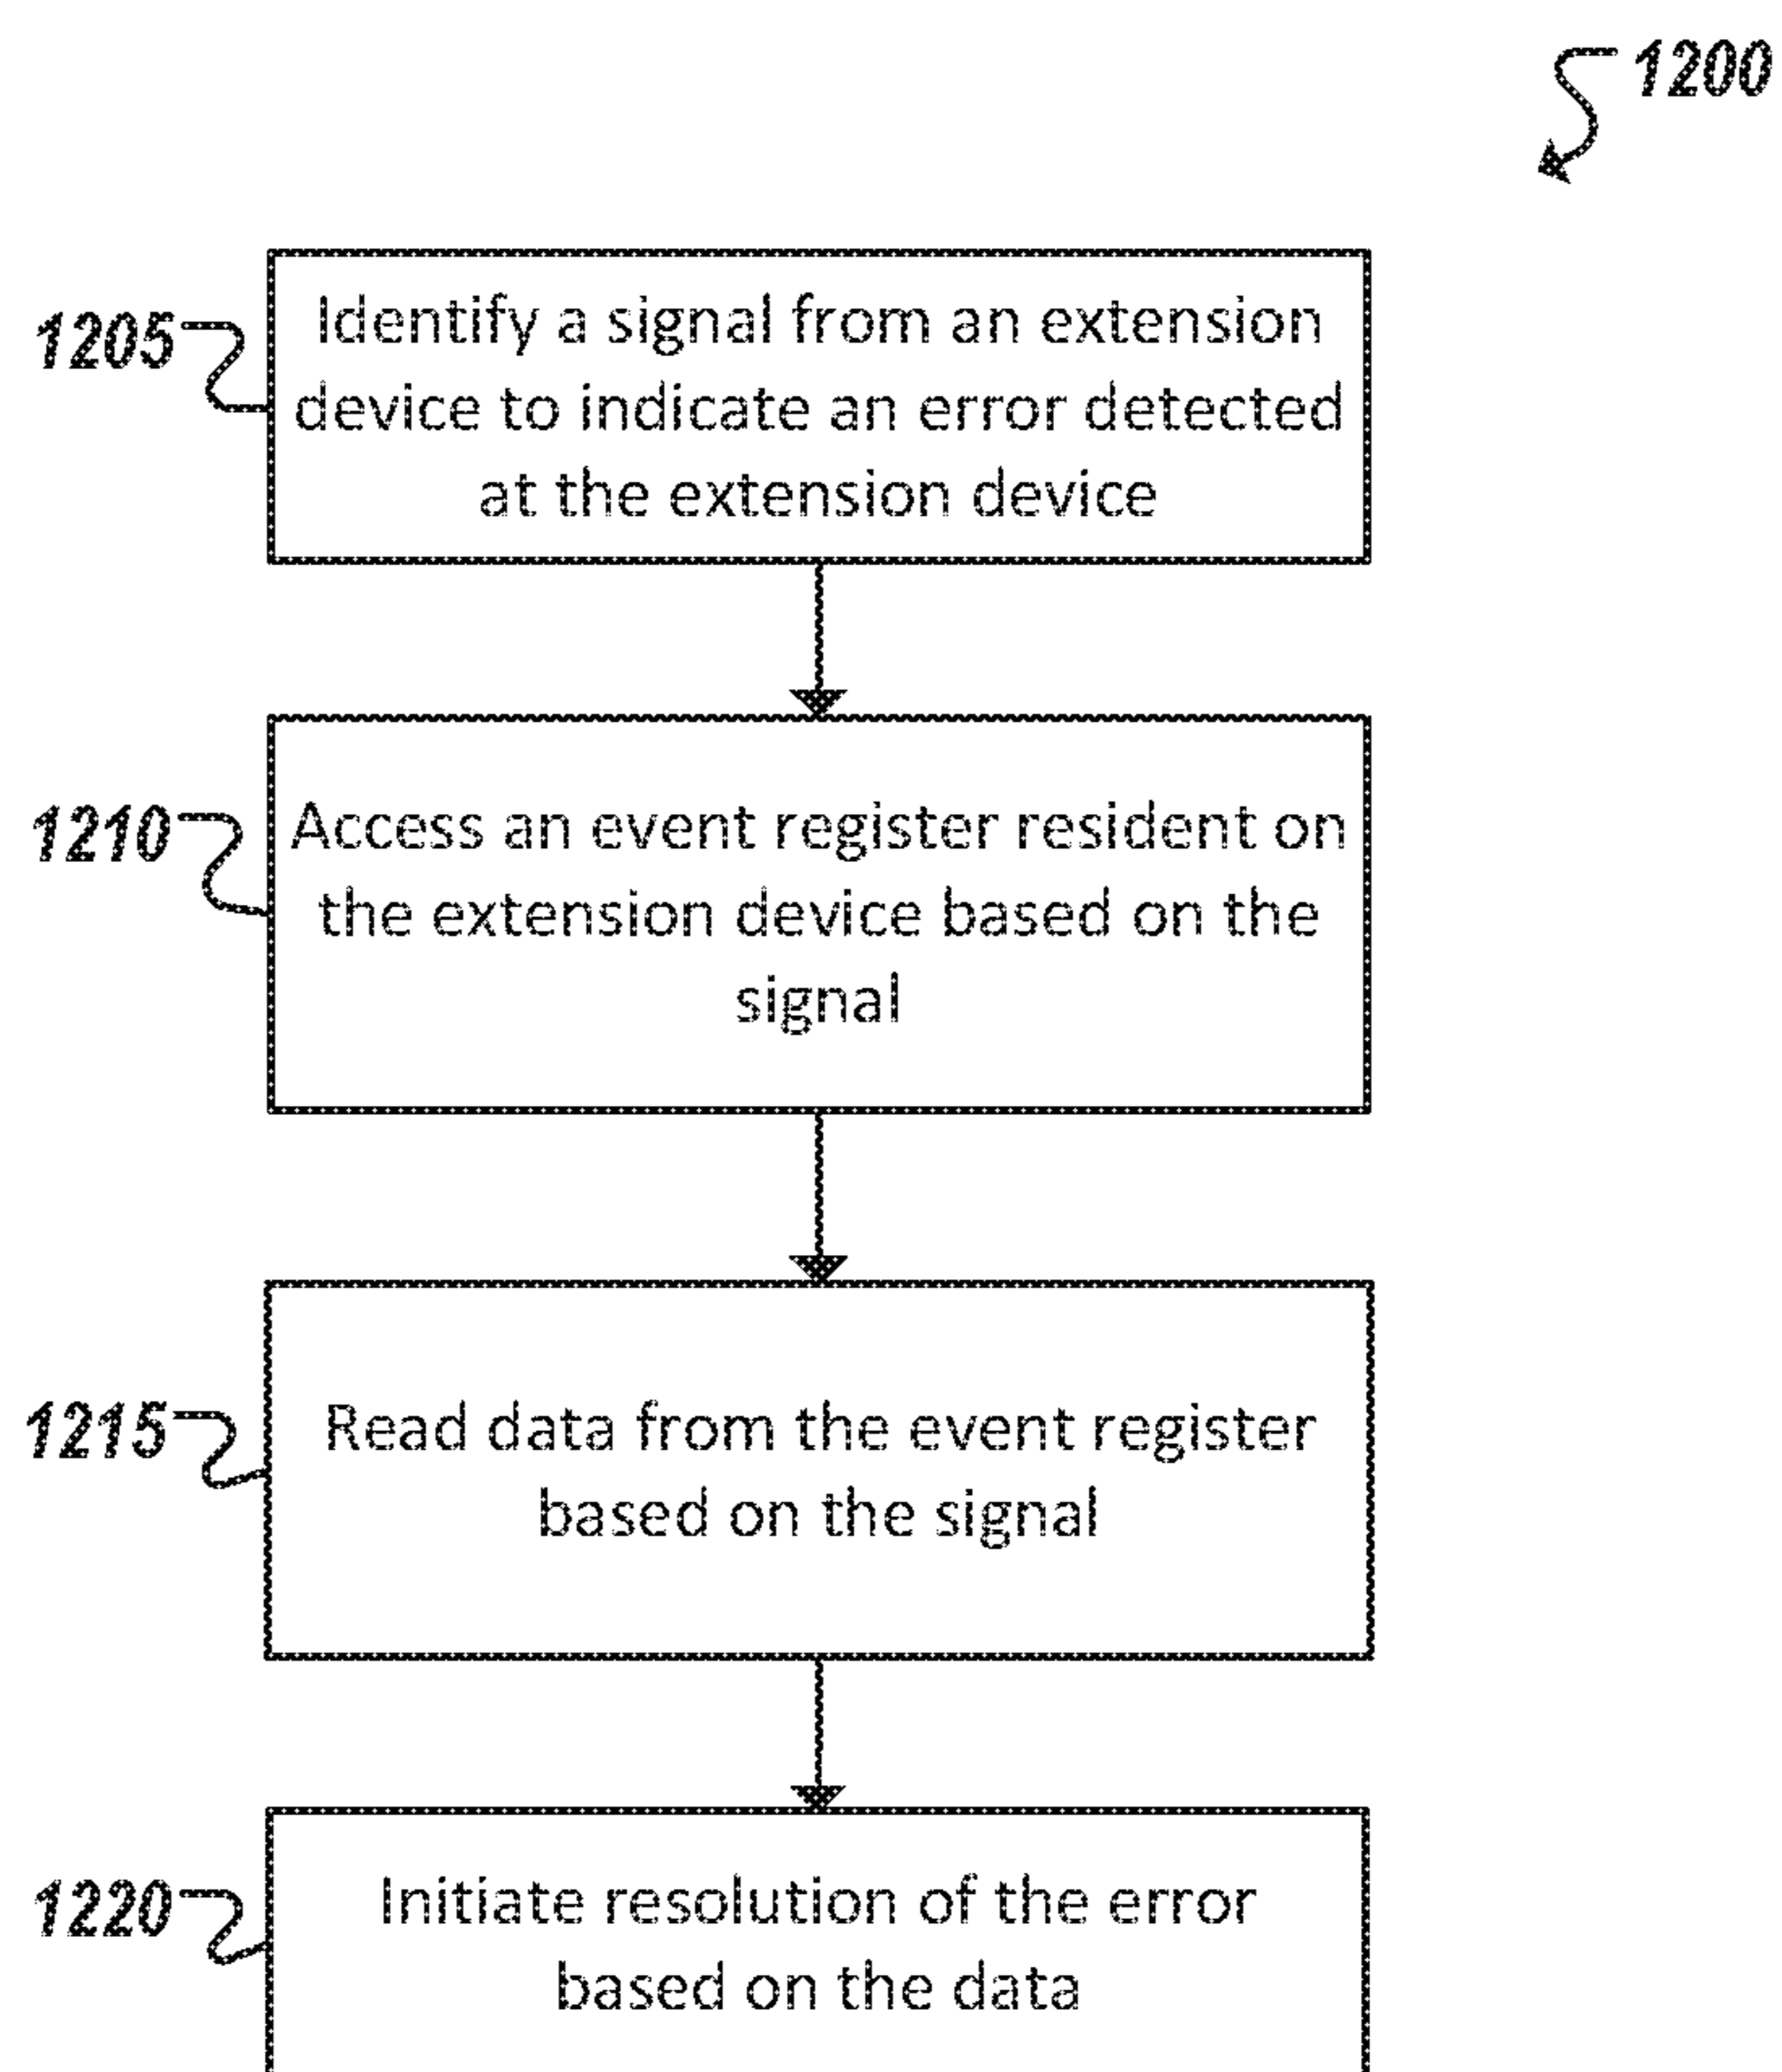 1200
1205
Identify a signal from an extension
device to indicate an error detected
at the extension device
1210
Access an event register resident on
the extension device based on the
signal
1215
Read data from the event register
based on the signal
1220
Initiate resolution of the error
based on the data